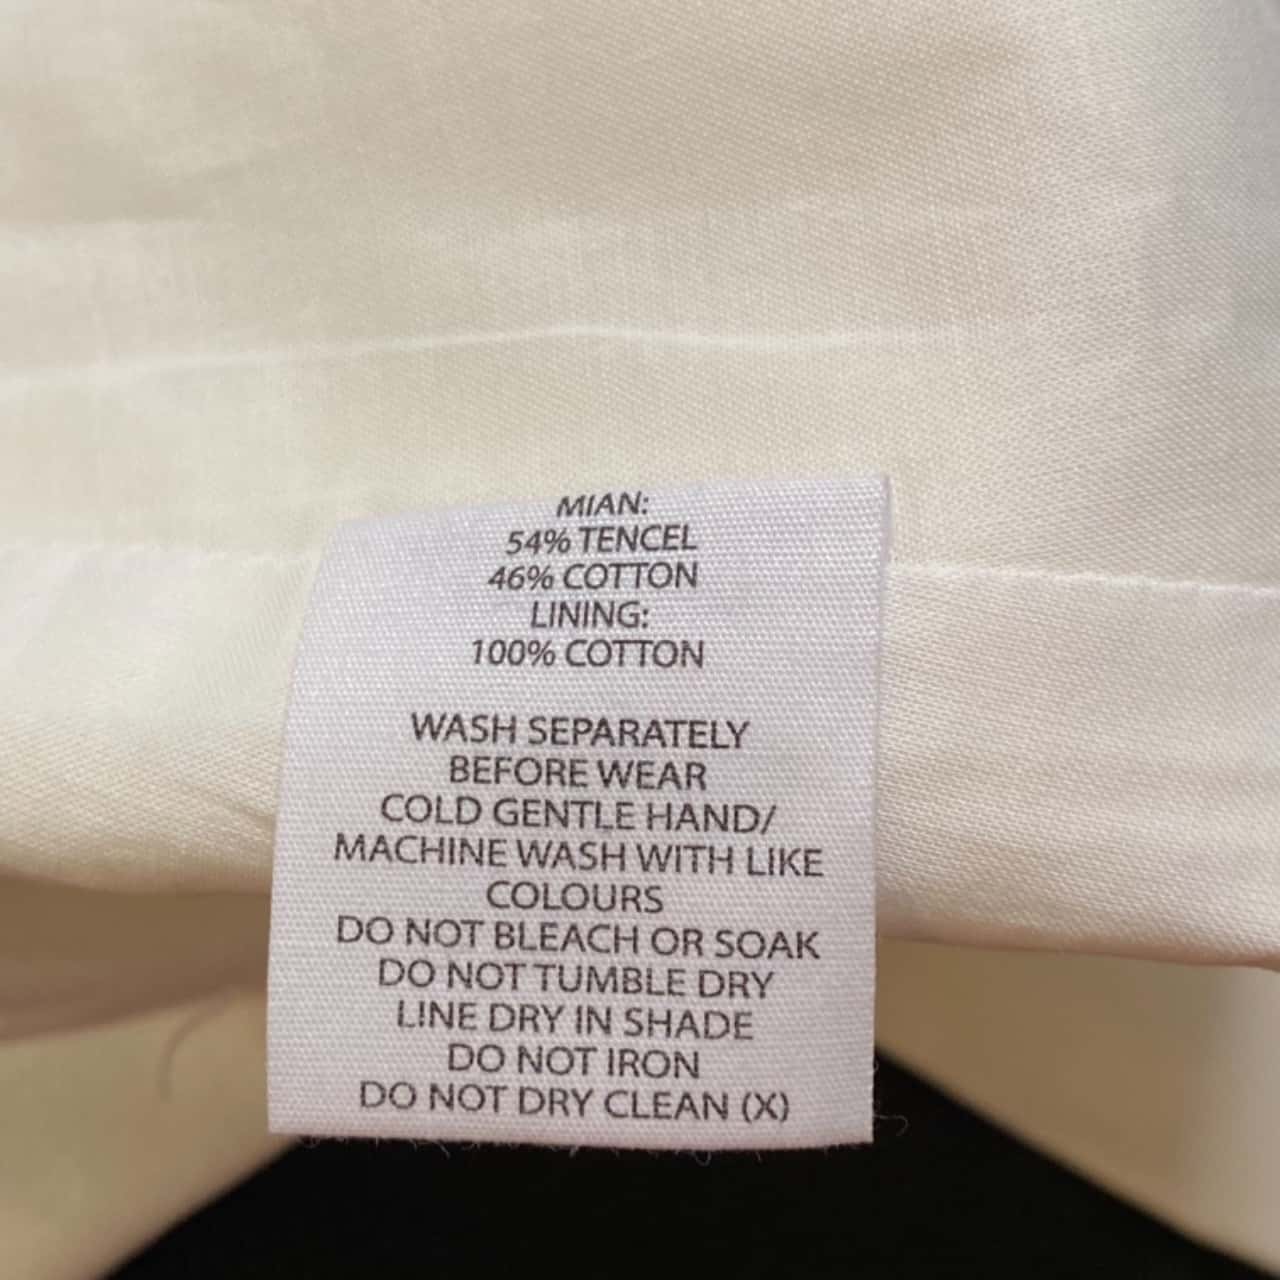 MIAN:
54% TENCEL
46% COTTON
LINING:
100% COTTON
WASH SEPARATELY
BEFORE WEAR
COLD GENTLE HAND/
MACHINE WASH WITH LIKE
COLOURS
DO NOT BLEACH OR SOAK
DO NOT TUMBLE DRY
LINE DRY IN SHADE
DO NOT IRON
DO NOT DRY CLEAN (X)